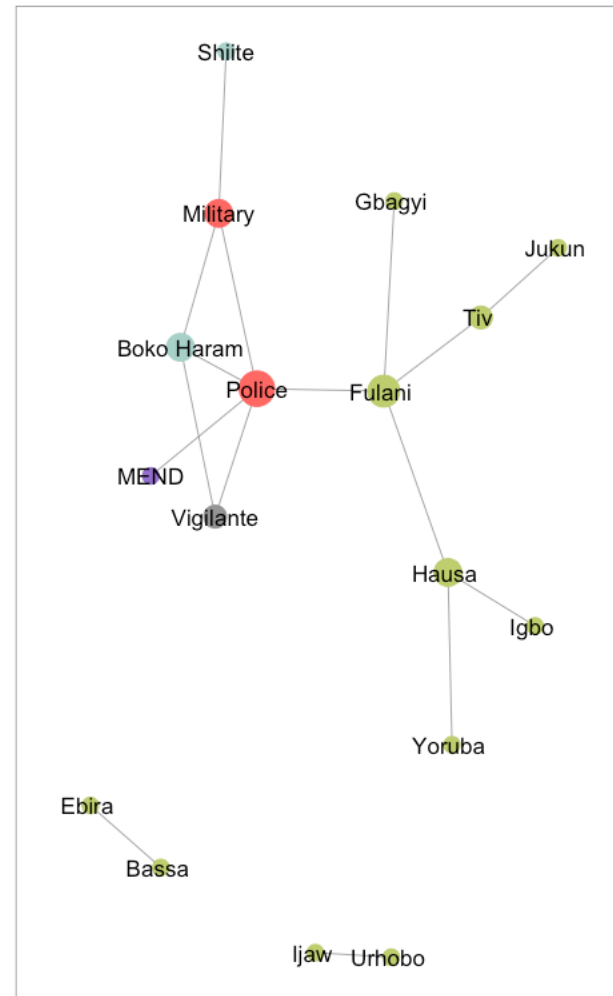 Shiite
Gbagyi
Military
Jukun
Tiv
Boko Haram
Police
Fulani
MEND
Vigilante
Hausa
Igbo
Yoruba
Ebira
Bassa
Ijaw
Urhobo